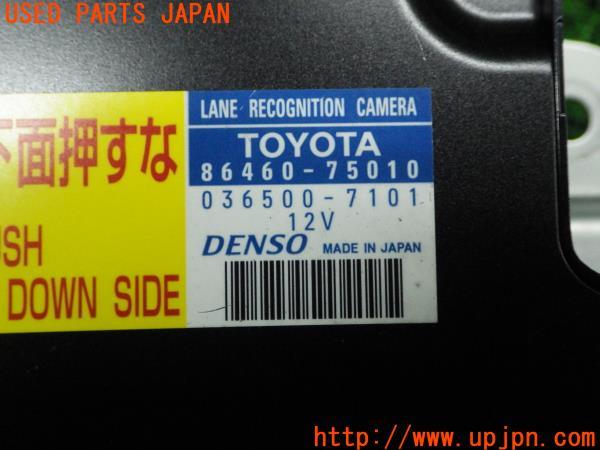 USED PARTS JAPAN
LANE RECOGNITION CAMERA
TOYOTA
86460-75010
036500-7101
12V
DENSO MADE IN JAPAN
下面押すな
USH
DOWN SIDE
http://www.upjpn.com